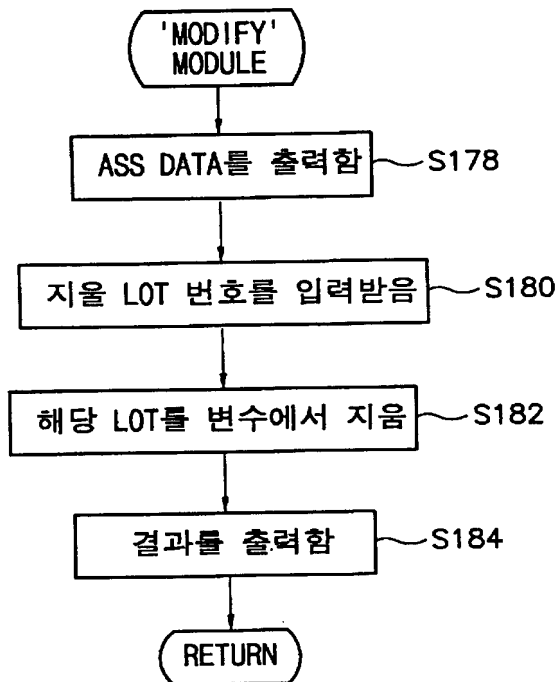 'MODIFY'
MODULE
ASS DATA를 출력함
S178
지울 LOT 번호를 입력받음
S180
해당 LOT를 변수에서 지움
S182
결과를 출력함
S184
RETURN